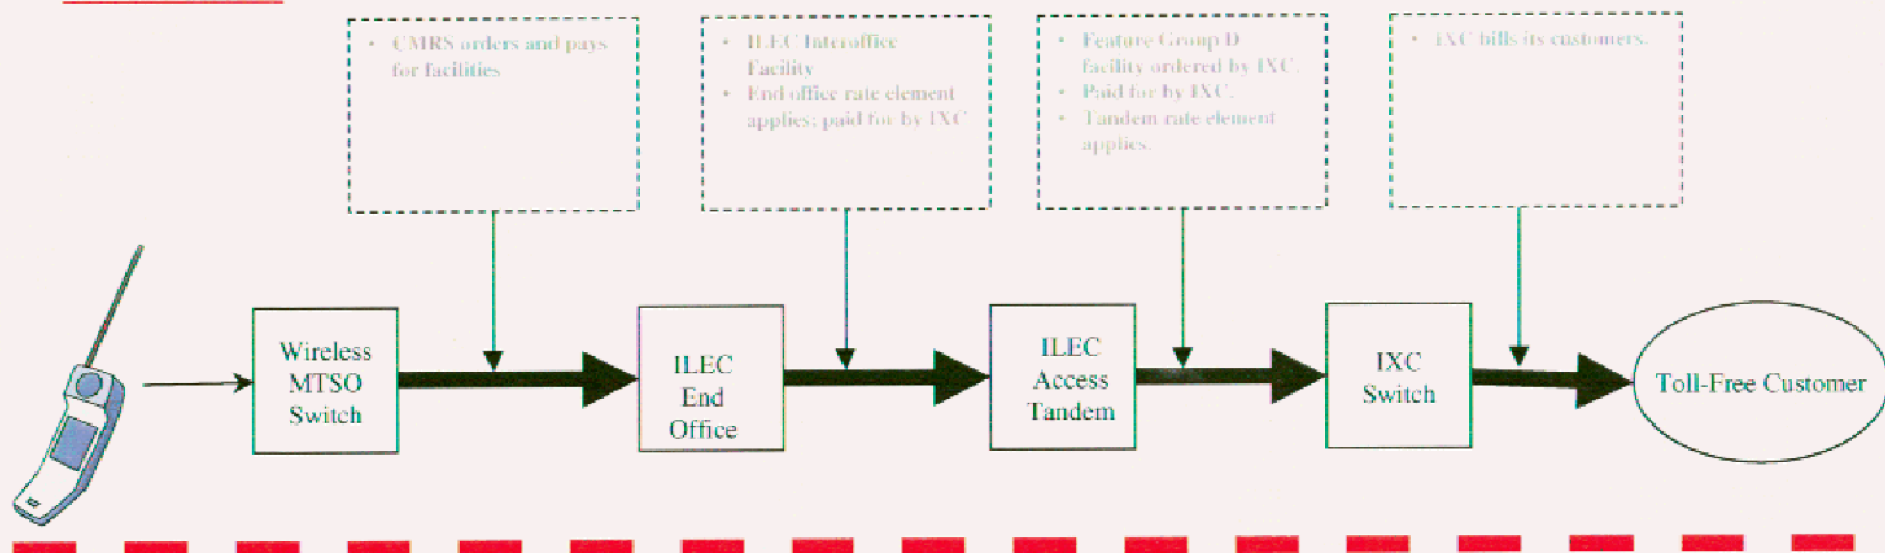 • CMRS orders and pays
for facilities
• ILEC Interoffice
Facility
• End office rate element
applies; paid for by IXC
• Feature Group D
facility ordered by IXC.
• Paid for by IXC.
• Tandem rate element
applies.
• IXC bills its customers.
Wireless
MTSO
Switch
ILEC
End
Office
ILEC
Access
Tandem
IXC
Switch
Toll-Free Customer